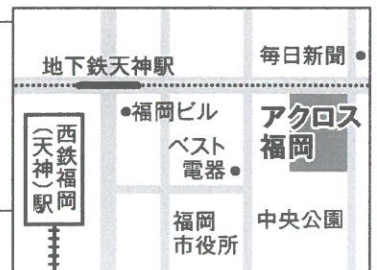 毎日新聞
地下鉄天神駅
福岡ビル
アクロス
福岡
ベスト
電器
西鉄福岡
(天神)駅
福岡
市役所
中央公園